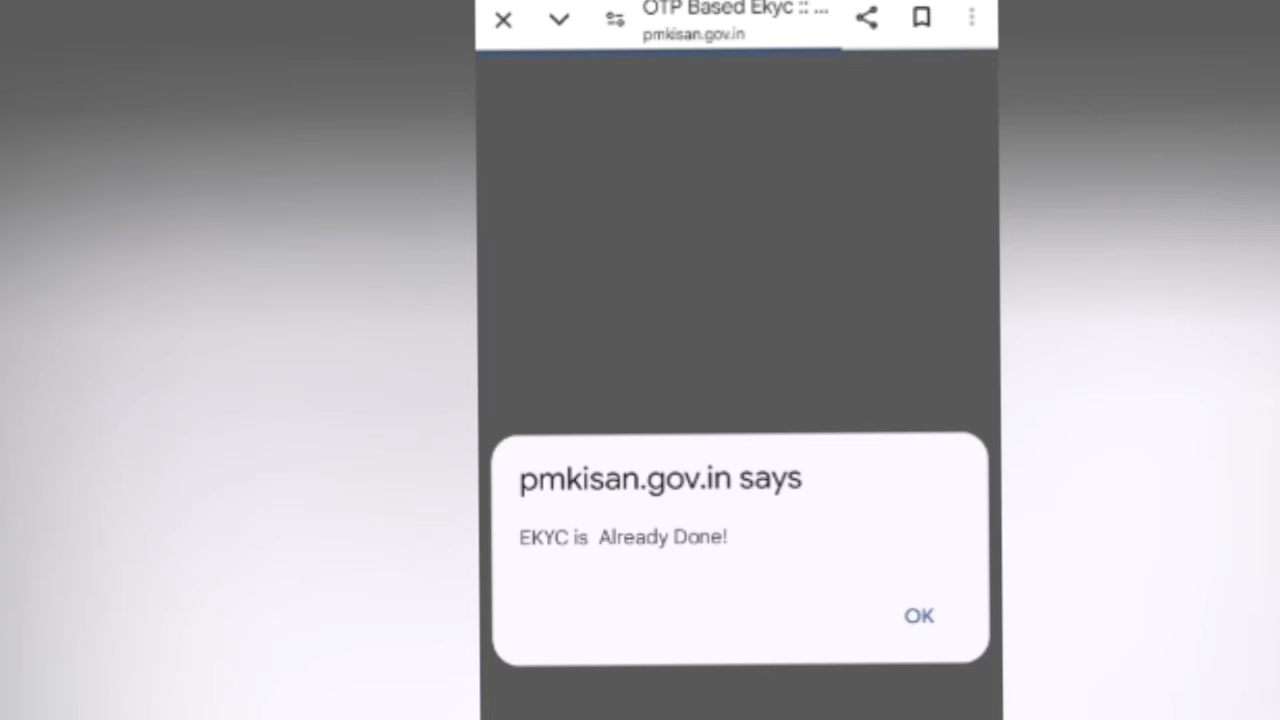 OTP Based Ekyc :: ...
pmkisan.gov.in
pmkisan.gov.in says
EKYC is Already Done!
OK